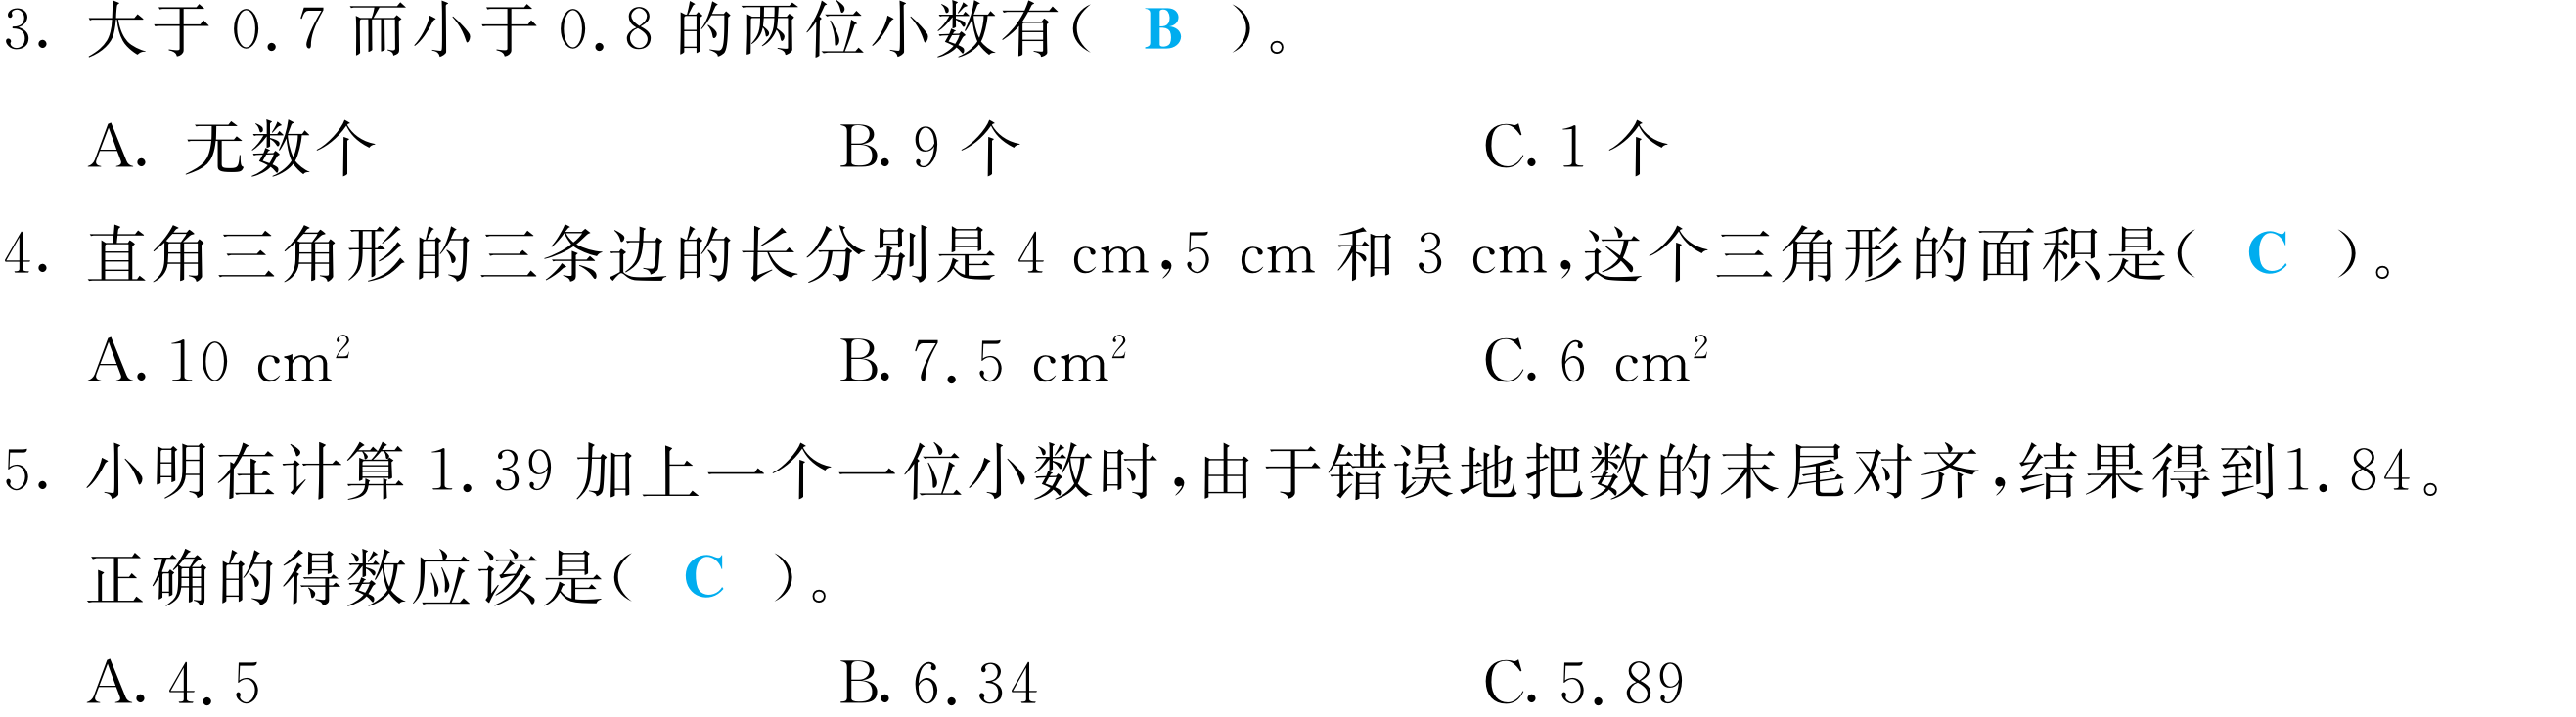 3. 大于 0.7 而小于 0.8 的两位小数有( B )。
A. 无数个 B. 9 个 C. 1 个
4. 直角三角形的三条边的长分别是 4 cm,5 cm 和 3 cm,这个三角形的面积是( C )。
A. 10 cm² B. 7.5 cm² C. 6 cm²
5. 小明在计算 1.39 加上一个一位小数时,由于错误地把数的末尾对齐,结果得到1.84。
正确的得数应该是( C )。
A. 4.5 B. 6.34 C. 5.89